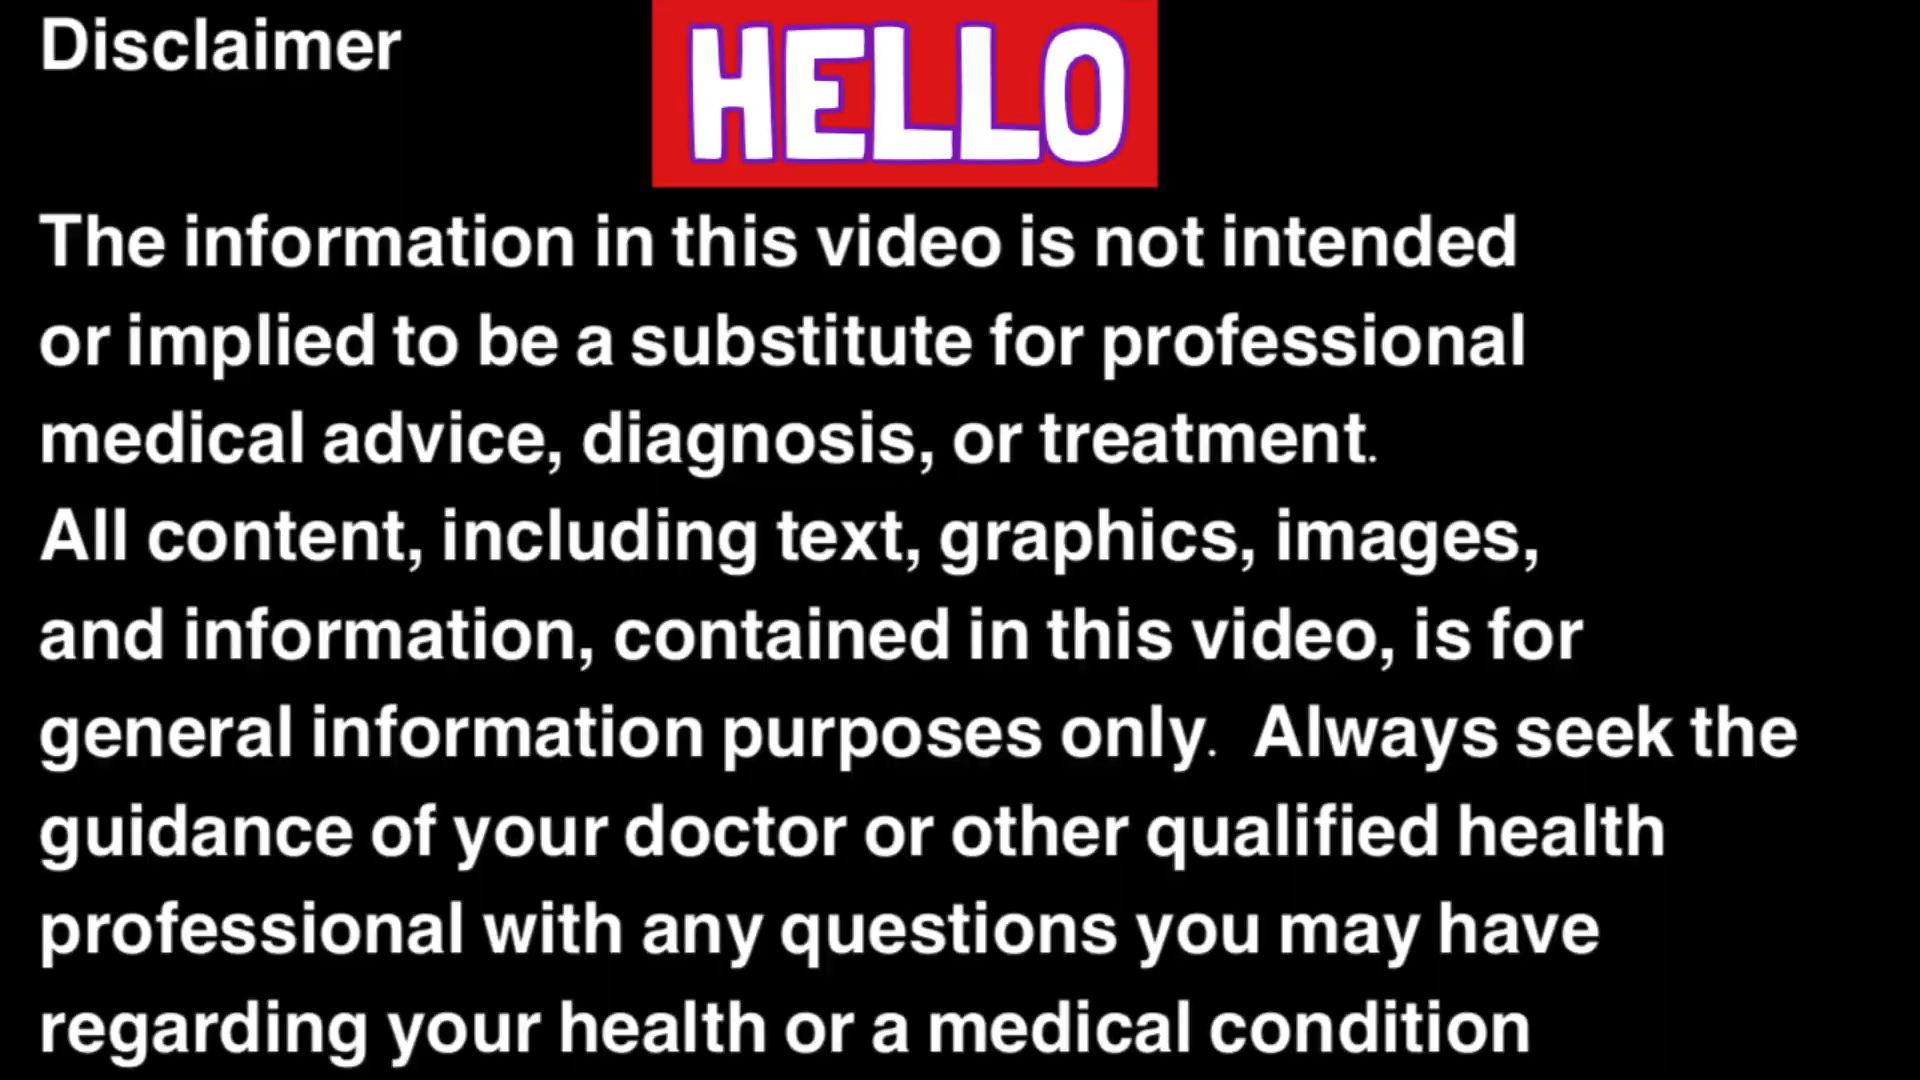 Disclaimer
HELLO
The information in this video is not intended
or implied to be a substitute for professional
medical advice, diagnosis, or treatment.
All content, including text, graphics, images,
and information, contained in this video, is for
general information purposes only.  Always seek the
guidance of your doctor or other qualified health
professional with any questions you may have
regarding your health or a medical condition